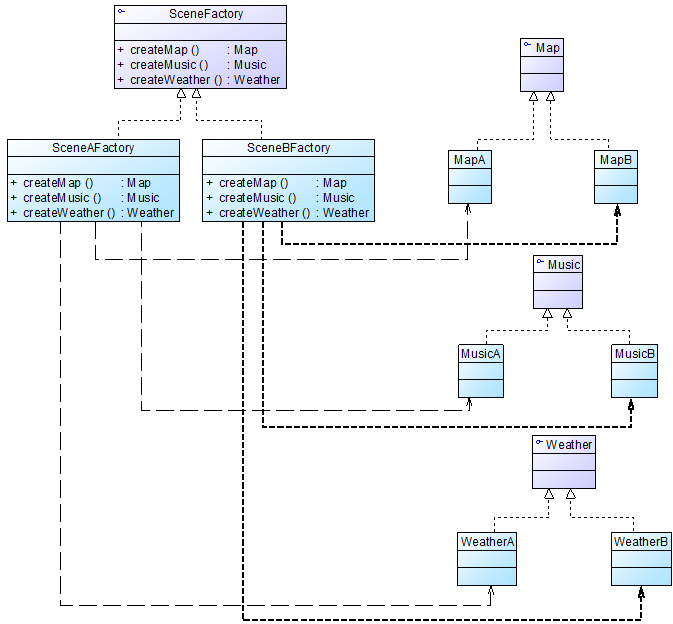 SceneFactory
+ createMap () : Map
+ createMusic () : Music
+ createWeather () : Weather
Map
SceneAFactory
+ createMap () : Map
+ createMusic () : Music
+ createWeather () : Weather
SceneBFactory
+ createMap () : Map
+ createMusic () : Music
+ createWeather () : Weather
MapA
MapB
Music
MusicA
MusicB
Weather
WeatherA
WeatherB